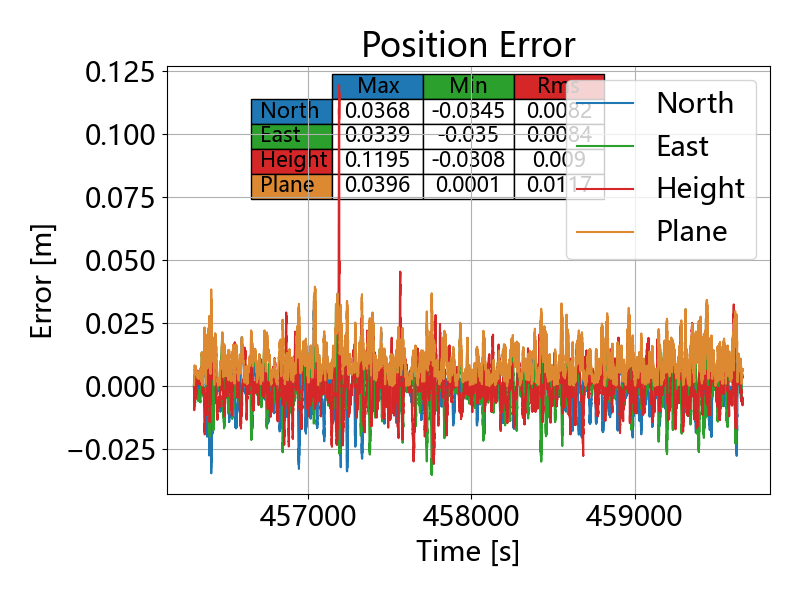 Position Error
Max Min Rms
North 0.0368 -0.0345 0.0082
East 0.0339 -0.035 0.0084
Height 0.1195 -0.0308 0.009
Plane 0.0396 0.0001 0.0117
North
East
Height
Plane
0.125
0.100
0.075
0.050
0.025
0.000
−0.025
Error [m]
457000 458000 459000
Time [s]